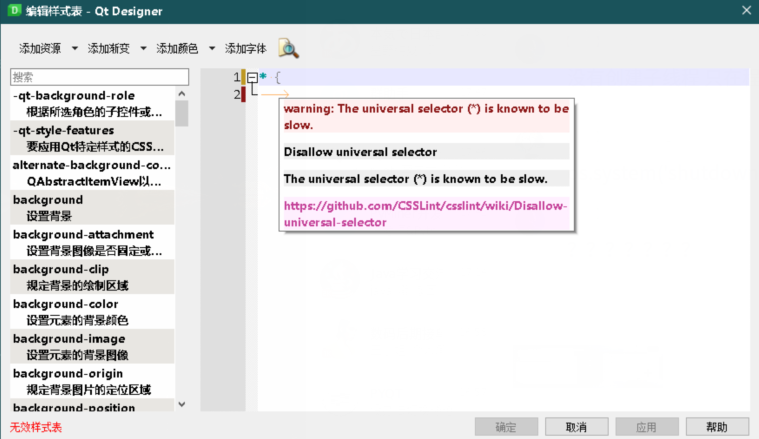 编辑样式表 - Qt Designer
添加资源 添加渐变 添加颜色 添加字体
搜索
-qt-background-role
根据所选角色的子控件或...
-qt-style-features
要应用Qt特定样式的CSS...
alternate-background-co...
QAbstractItemView以...
background
设置背景
background-attachment
设置背景图像是否固定或...
background-clip
规定背景的绘制区域
background-color
设置元素的背景颜色
background-image
设置元素的背景图像
background-origin
规定背景图片的定位区域
background-position
1 * {
2
warning: The universal selector (*) is known to be
slow.
Disallow universal selector
The universal selector (*) is known to be slow.
https://github.com/CSSLint/csslint/wiki/Disallow-
universal-selector
无效样式表
确定 取消 应用 帮助